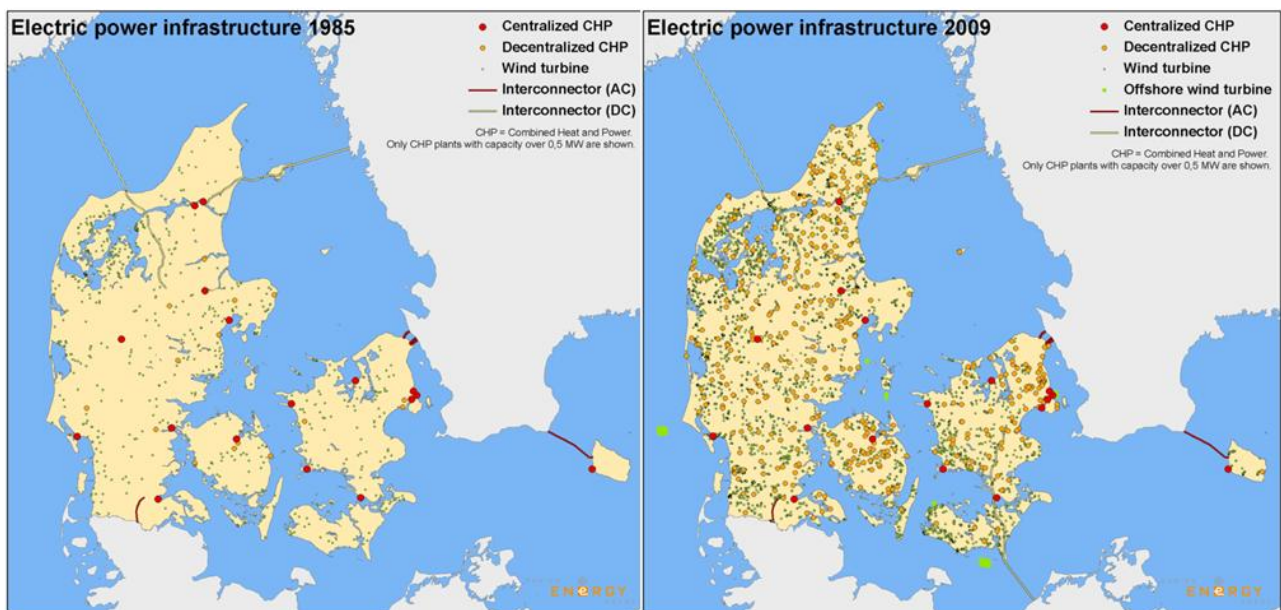 Electric power infrastructure 1985
Centralized CHP
Decentralized CHP
Wind turbine
Interconnector (AC)
Interconnector (DC)
CHP = Combined Heat and Power.
Only CHP plants with capacity over 0,5 MW are shown.
ENERGY
Electric power infrastructure 2009
Centralized CHP
Decentralized CHP
Wind turbine
Offshore wind turbine
Interconnector (AC)
Interconnector (DC)
CHP = Combined Heat and Power.
Only CHP plants with capacity over 0,5 MW are shown.
ENERGY